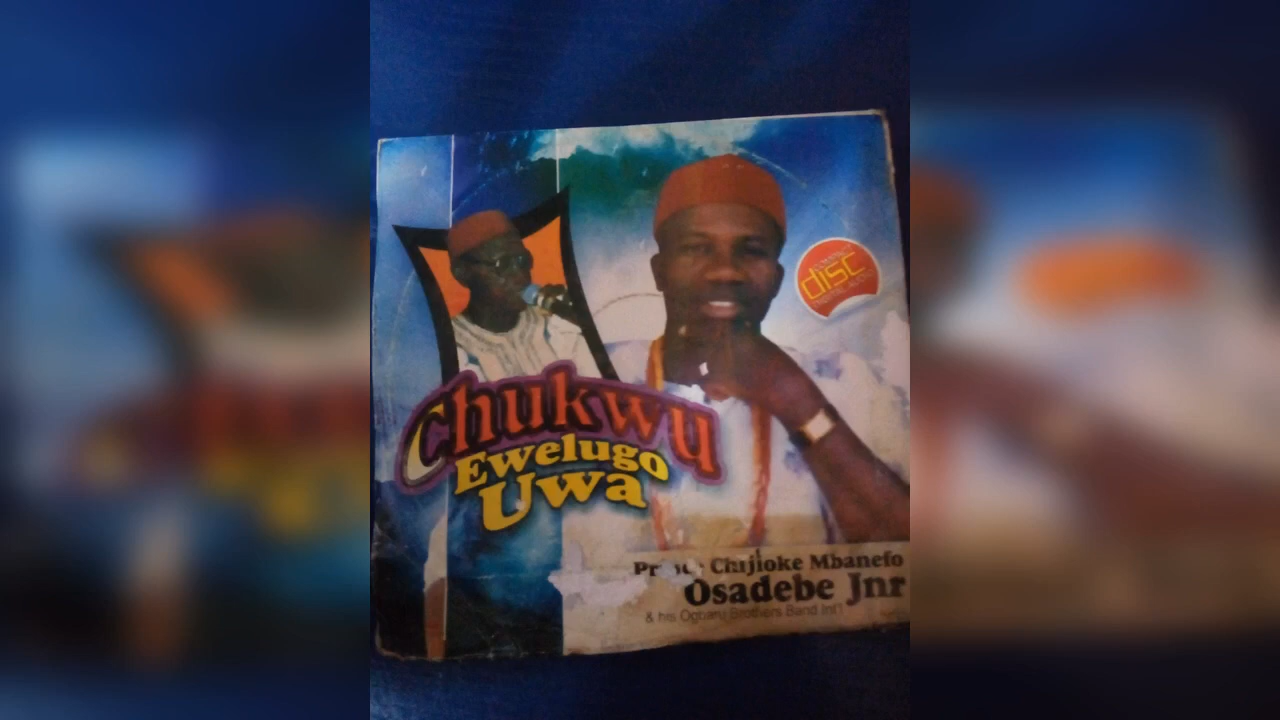 disc
Chukwu
Ewelugo
Uwa
Chijioke Mbanefo
Osadebe Jnr
& his Ogbaru Brothers Band Int'l